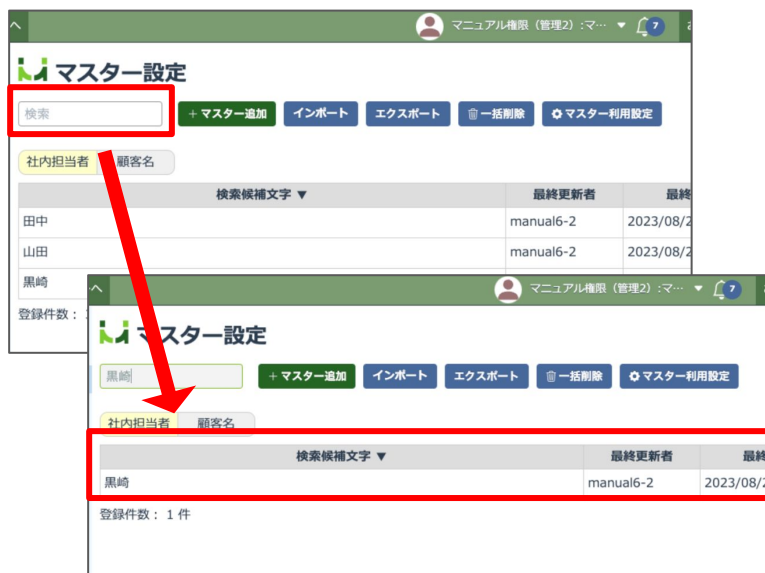 マニュアル権限（管理2）:マ… ▼ 7
マスター設定
検索 ＋マスター追加 インポート エクスポート 一括削除 マスター利用設定
社内担当者 顧客名
検索候補文字 ▼ 最終更新者 最終
田中 manual6-2 2023/08/2
山田 manual6-2 2023/08/2
黒崎
登録件数：
マニュアル権限（管理2）:マ… ▼ 7
マスター設定
黒崎 ＋マスター追加 インポート エクスポート 一括削除 マスター利用設定
社内担当者 顧客名
検索候補文字 ▼ 最終更新者 最終
黒崎 manual6-2 2023/08/2
登録件数： 1 件